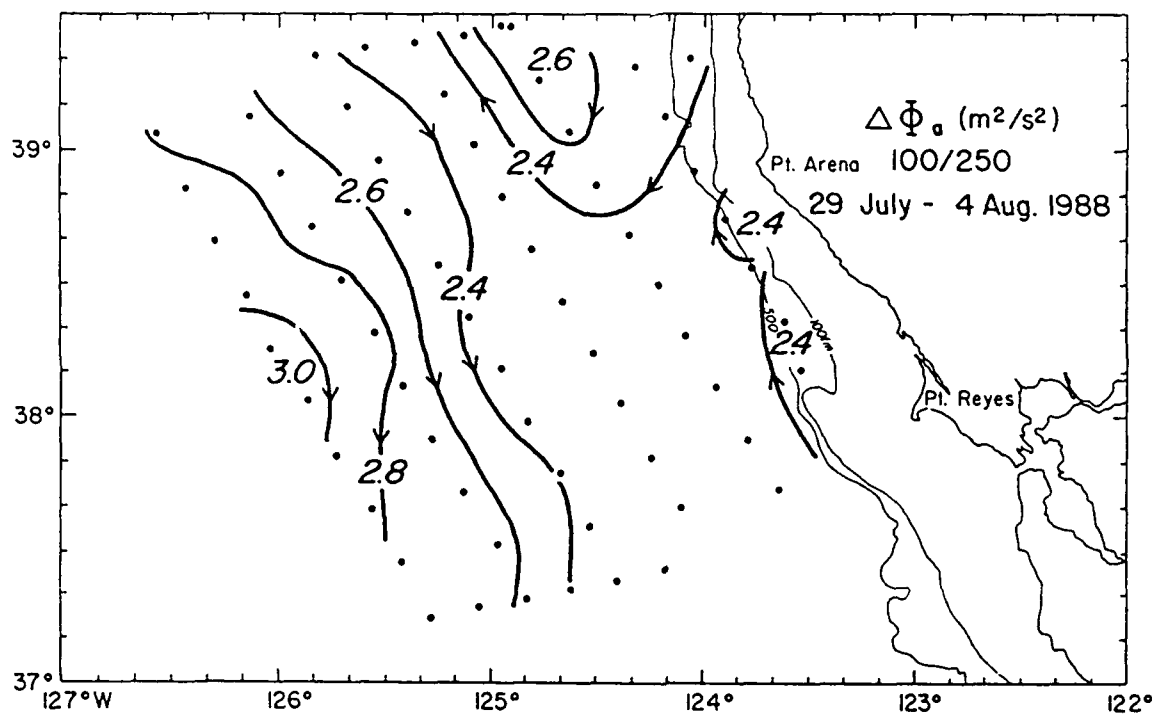 2.6
ΔΦa (m²/s²)
39°
2.4
Pt. Arena 100/250
2.6
29 July - 4 Aug. 1988
2.4
2.4
500
100m
2.4
3.0
38°
Pt. Reyes
2.8
37°
127°W 126° 125° 124° 123° 122°